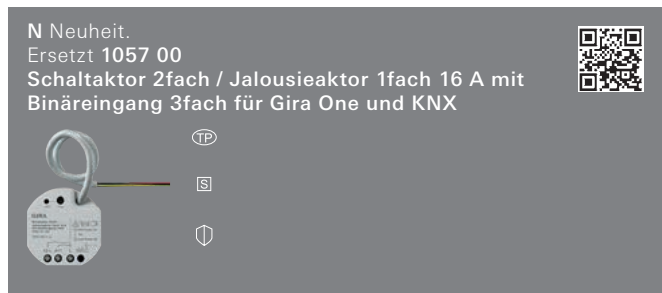 N Neuheit.
Ersetzt 1057 00
Schaltaktor 2fach / Jalousieaktor 1fach 16 A mit
Binäreingang 3fach für Gira One und KNX
TP
S
GIRA